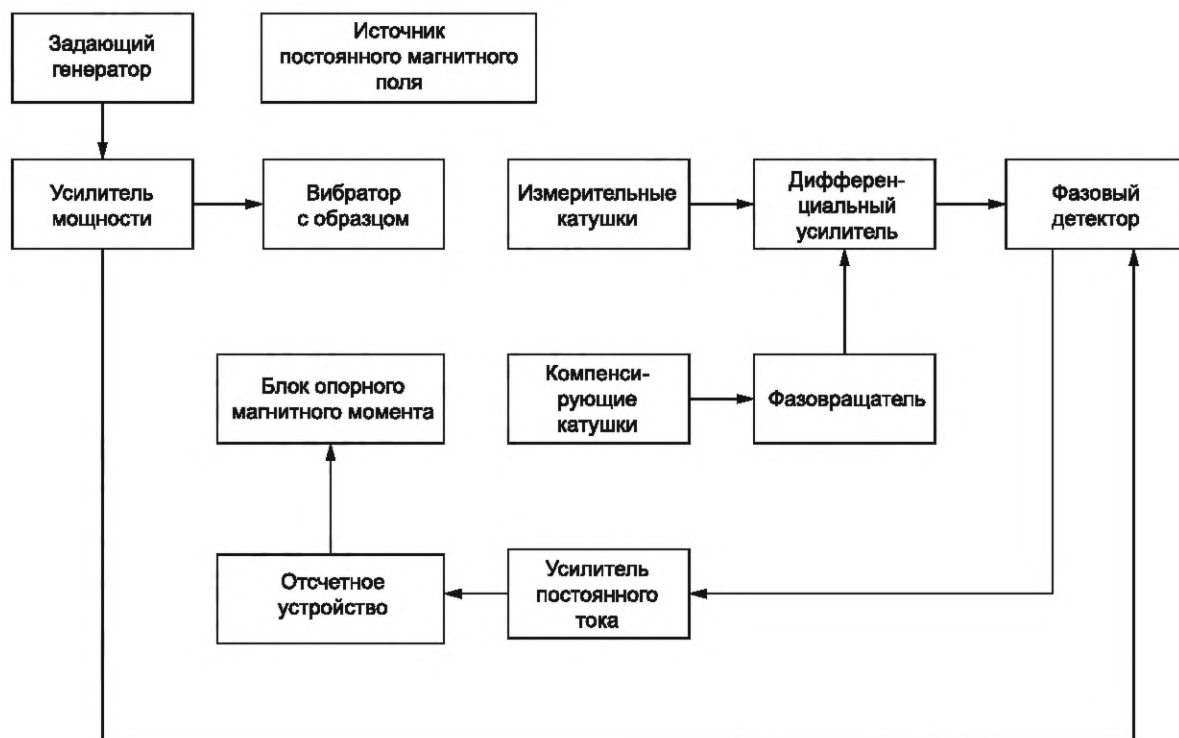 Задающий
генератор
Источник
постоянного магнитного
поля
Усилитель
мощности
Вибратор
с образцом
Измерительные
катушки
Дифферен-
циальный
усилитель
Фазовый
детектор
Блок опорного
магнитного момента
Компенси-
рующие
катушки
Фазовращатель
Отсчетное
устройство
Усилитель
постоянного
тока